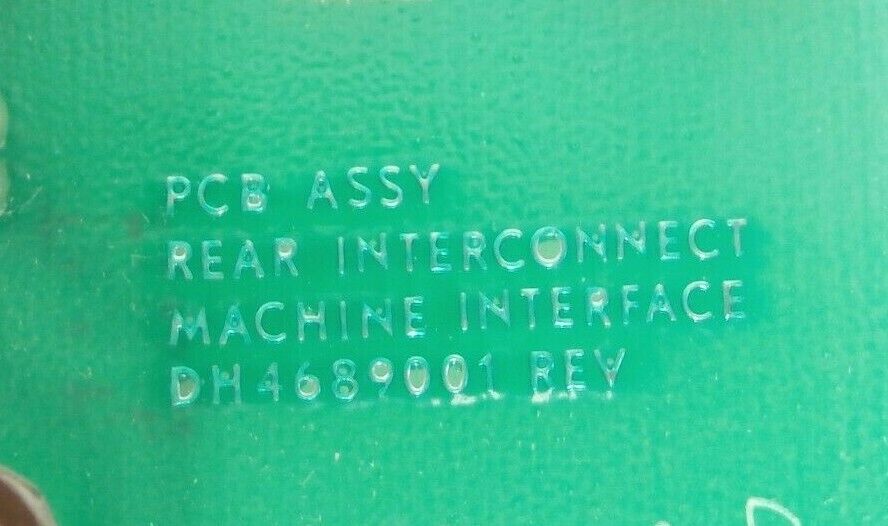 PCB ASSY
REAR INTERCONNECT
MACHINE INTERFACE
DH4689001 REV